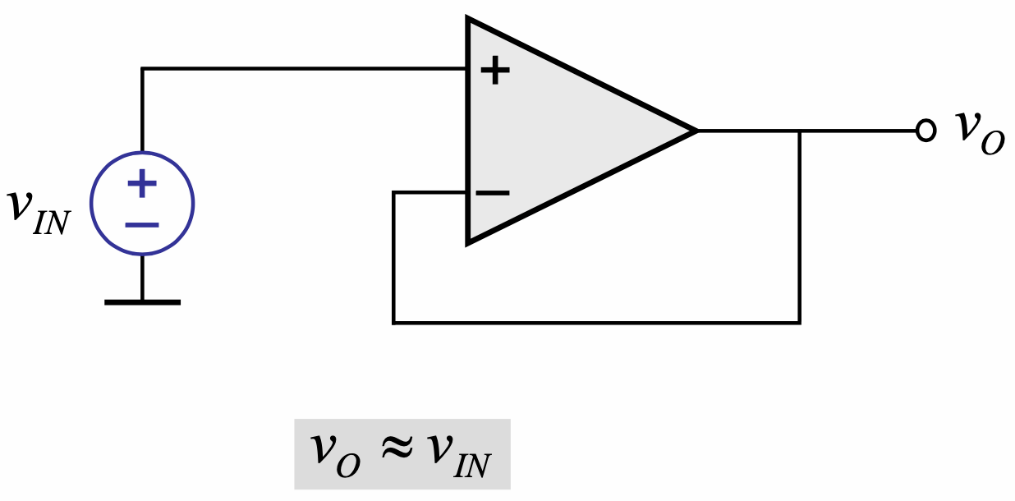 +
v_O
−
+
v_IN
−
v_O ≈ v_IN